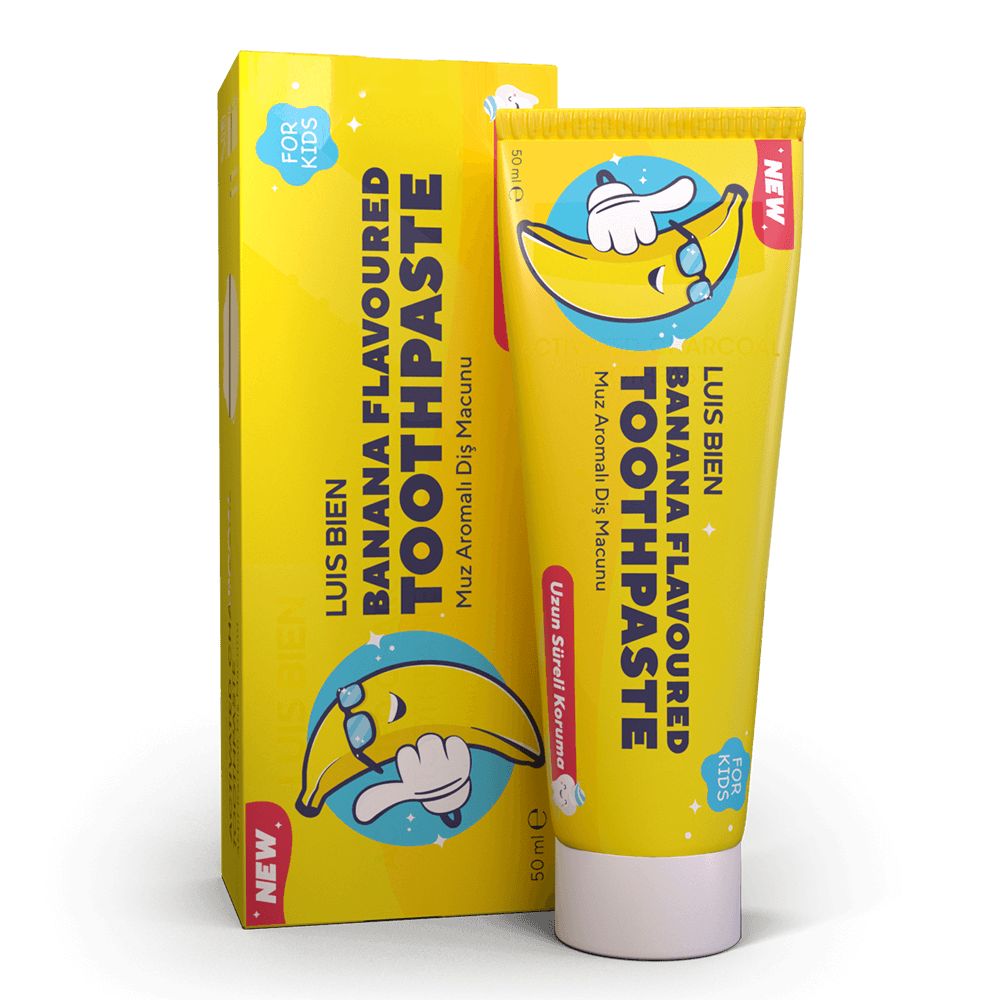 FOR
KIDS
LUIS BIEN
BANANA FLAVOURED
TOOTHPASTE
Muz Aromalı Diş Macunu
NEW
50 ml ℮
50 ml ℮
NEW
LUIS BIEN
BANANA FLAVOURED
TOOTHPASTE
Muz Aromalı Diş Macunu
Uzun Süreli Koruma
FOR
KIDS